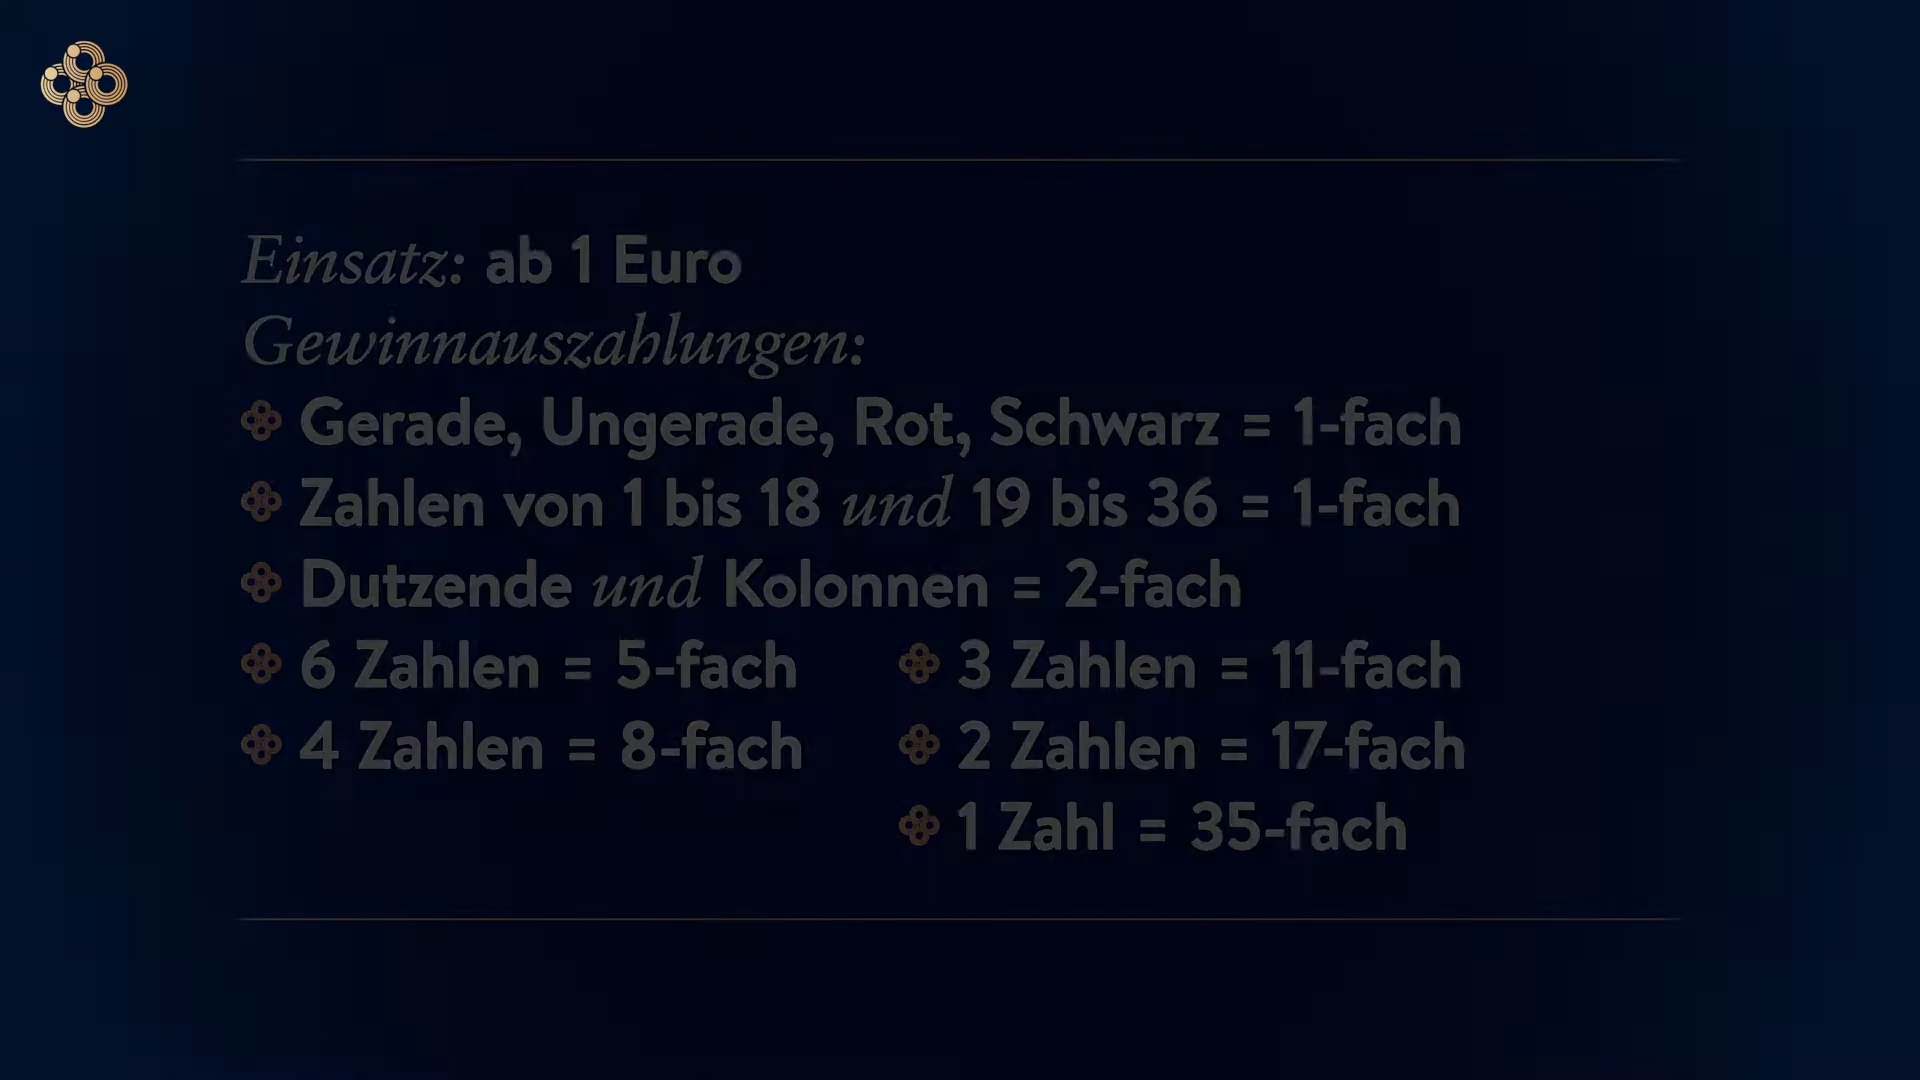 Einsatz: ab 1 Euro
Gewinnauszahlungen:
Gerade, Ungerade, Rot, Schwarz = 1-fach
Zahlen von 1 bis 18 und 19 bis 36 = 1-fach
Dutzende und Kolonnen = 2-fach
6 Zahlen = 5-fach
4 Zahlen = 8-fach
3 Zahlen = 11-fach
2 Zahlen = 17-fach
1 Zahl = 35-fach